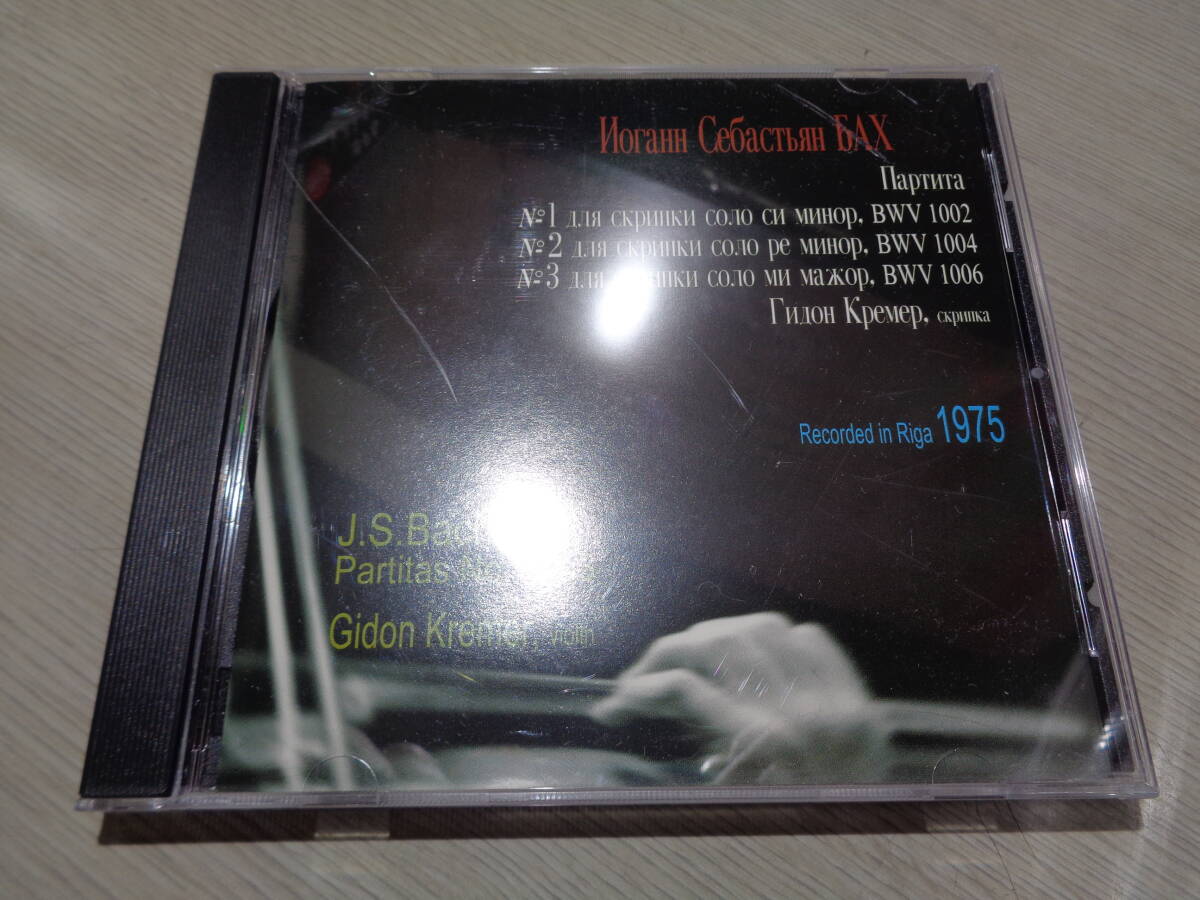 Иоганн Себастьян БАХ
Партита
№1 для скрипки соло си минор, BWV 1002
№2 для скрипки соло ре минор, BWV 1004
№3 для скрипки соло ми мажор, BWV 1006
Гидон Кремер, скрипка
Recorded in Riga 1975
J.S.Bach
Partitas
Gidon Kremer, violin